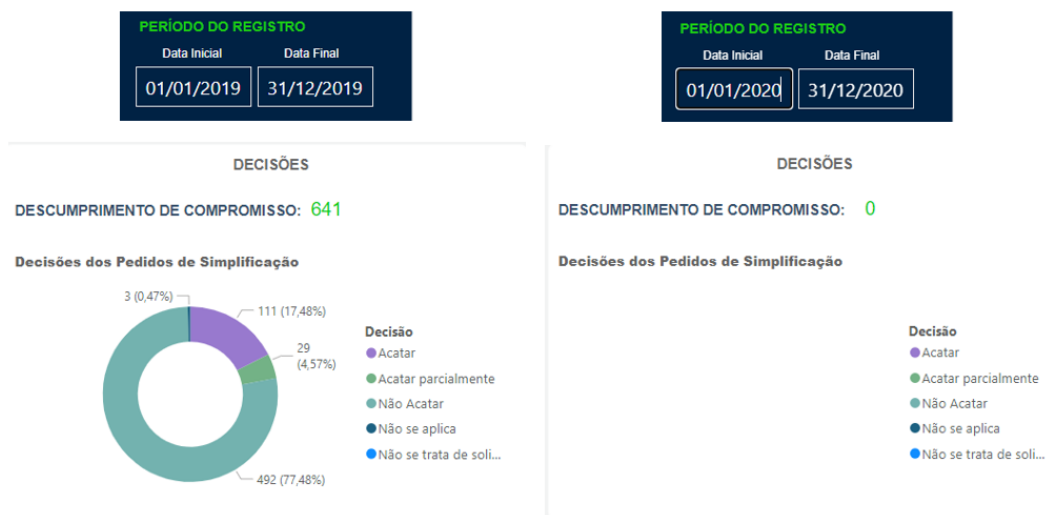 PERÍODO DO REGISTRO
Data Inicial Data Final
01/01/2019 31/12/2019
DECISÕES
DESCUMPRIMENTO DE COMPROMISSO: 641
Decisões dos Pedidos de Simplificação
3 (0,47%)
111 (17,48%)
29
(4,57%)
492 (77,48%)
Decisão
Acatar
Acatar parcialmente
Não Acatar
Não se aplica
Não se trata de soli...
PERÍODO DO REGISTRO
Data Inicial Data Final
01/01/2020 31/12/2020
DECISÕES
DESCUMPRIMENTO DE COMPROMISSO: 0
Decisões dos Pedidos de Simplificação
Decisão
Acatar
Acatar parcialmente
Não Acatar
Não se aplica
Não se trata de soli...